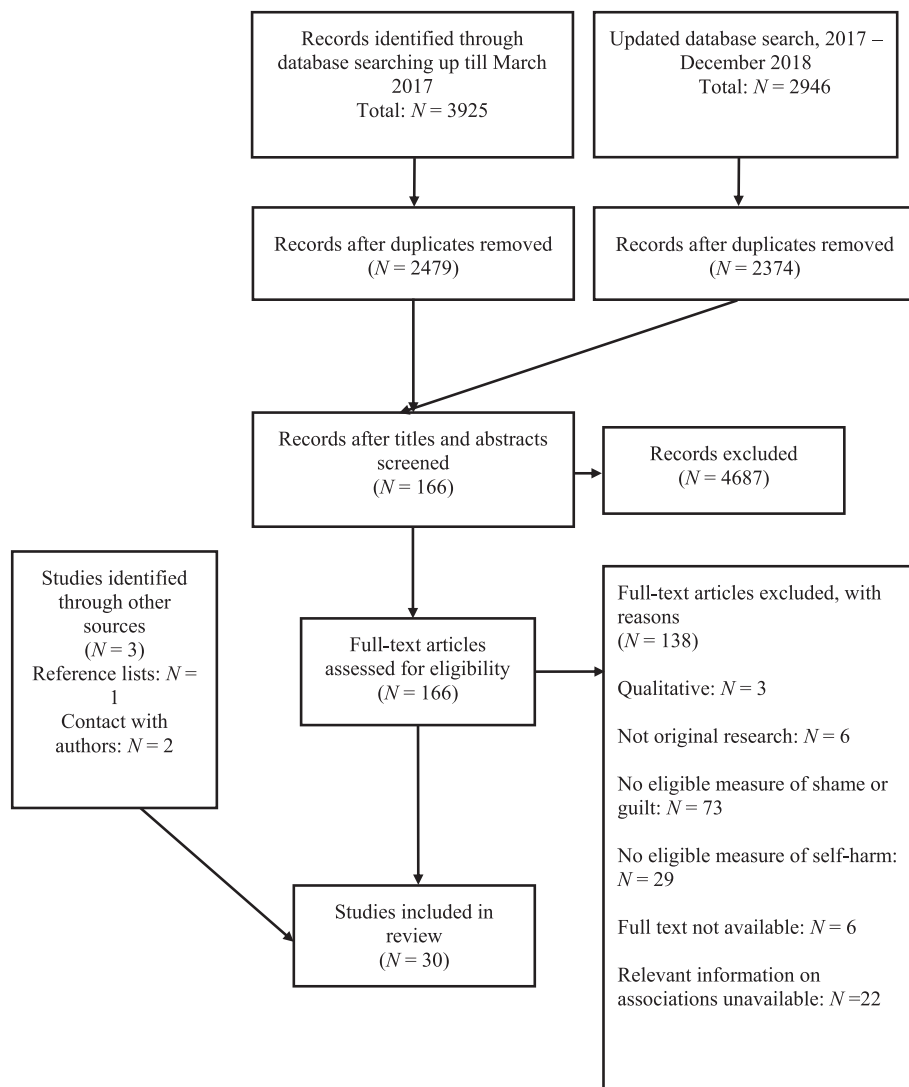 Records identified through
database searching up till March
2017
Total: N = 3925
Updated database search, 2017 –
December 2018
Total: N = 2946
Records after duplicates removed
(N = 2479)
Records after duplicates removed
(N = 2374)
Records after titles and abstracts
screened
(N = 166)
Records excluded
(N = 4687)
Studies identified
through other
sources
(N = 3)
Reference lists: N =
1
Contact with
authors: N = 2
Full-text articles
assessed for eligibility
(N = 166)
Full-text articles excluded, with
reasons
(N = 138)
Qualitative: N = 3
Not original research: N = 6
No eligible measure of shame or
guilt: N = 73
No eligible measure of self-harm:
N = 29
Full text not available: N = 6
Relevant information on
associations unavailable: N =22
Studies included in
review
(N = 30)